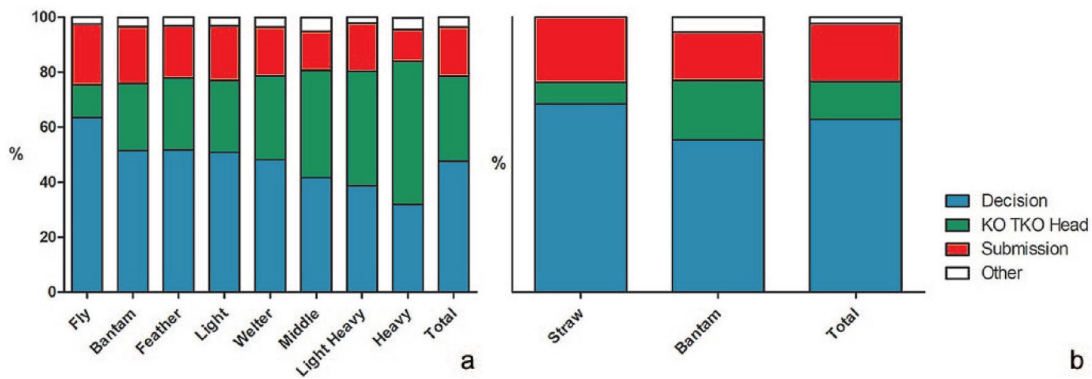 100
80
60
%
40
20
0
Fly
Bantam
Feather
Light
Welter
Middle
Light Heavy
Heavy
Total
a
%
Straw
Bantam
Total
b
Decision
KO TKO Head
Submission
Other